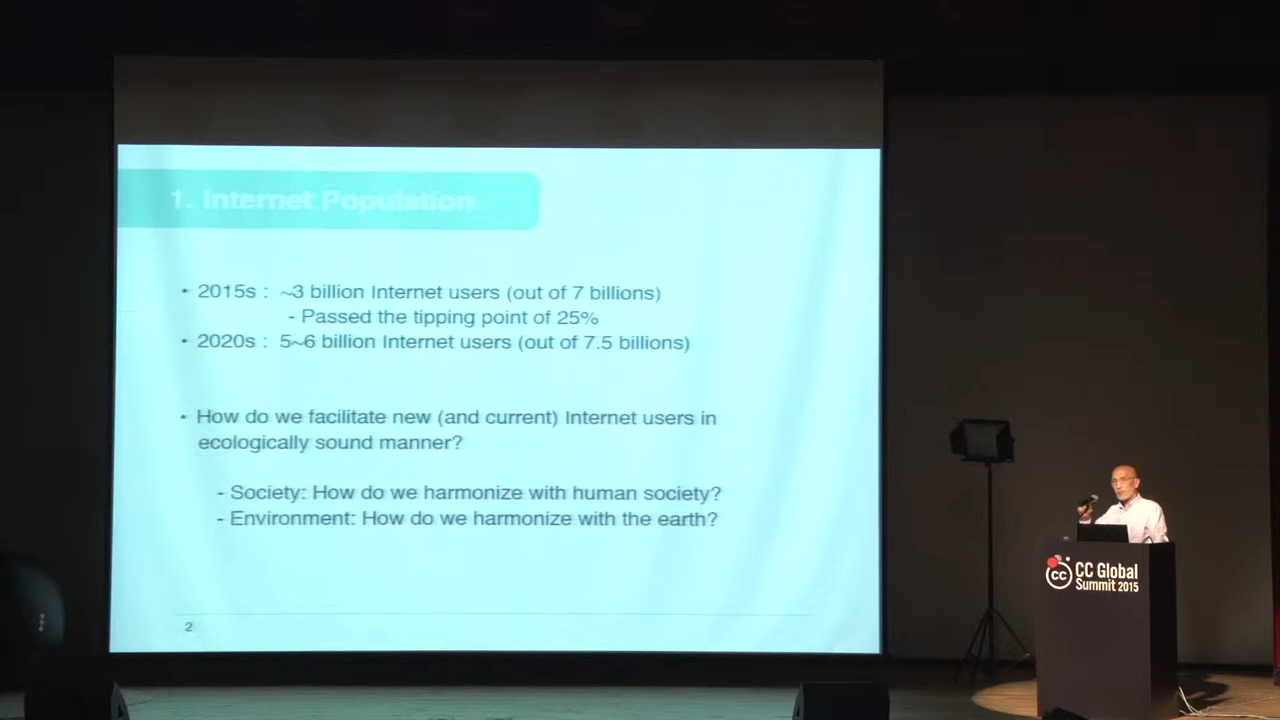 1. Internet Population
• 2015s : ~3 billion Internet users (out of 7 billions)
- Passed the tipping point of 25%
• 2020s : 5~6 billion Internet users (out of 7.5 billions)
• How do we facilitate new (and current) Internet users in
ecologically sound manner?
- Society: How do we harmonize with human society?
- Environment: How do we harmonize with the earth?
2
cc
CC Global
Summit 2015